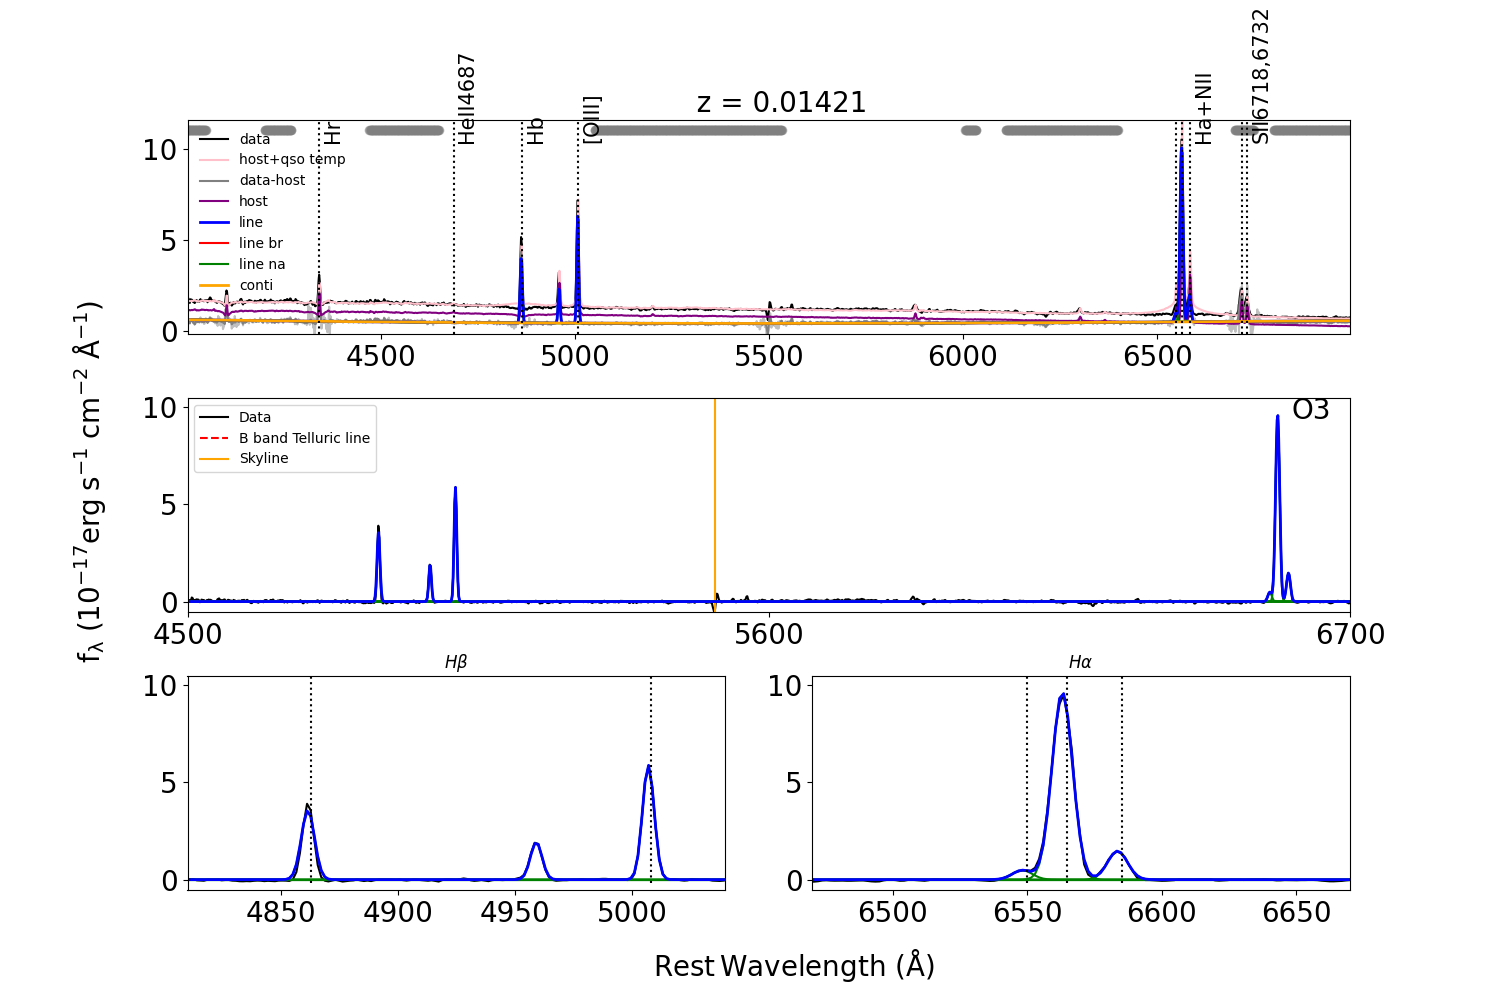 z = 0.01421
Hr
HeII4687
Hb
[OIII]
Ha+NII
SII6718,6732
data
host+qso temp
data-host
host
line
line br
line na
conti
10
5
0
4500
5000
5500
6000
6500
f_λ (10^{-17}erg s^{-1} cm^{-2} Å^{-1})
Data
B band Telluric line
Skyline
O3
10
5
0
4500
5600
6700
Hβ
10
5
0
4850
4900
4950
5000
Hα
10
5
0
6500
6550
6600
6650
Rest Wavelength (Å)